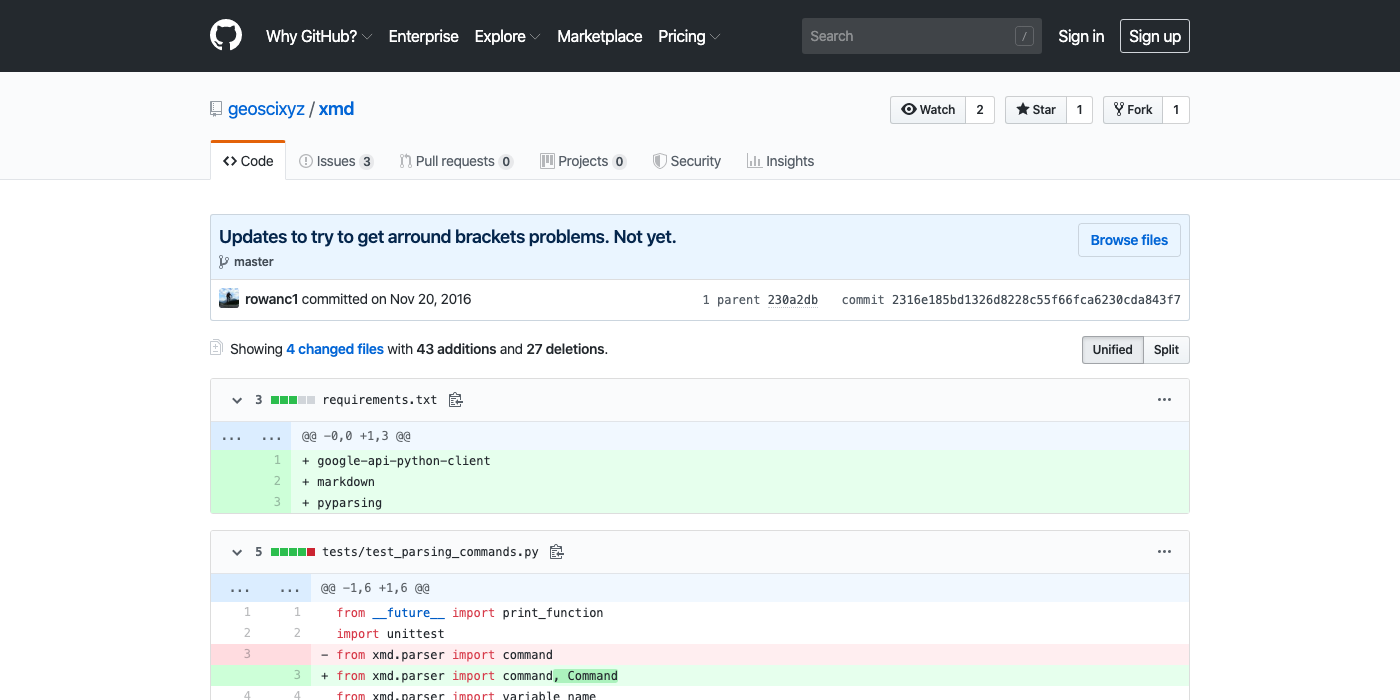 Why GitHub? Enterprise Explore Marketplace Pricing Search / Sign in Sign up
geoscixyz / xmd Watch 2 Star 1 Fork 1
Code Issues 3 Pull requests 0 Projects 0 Security Insights
Updates to try to get arround brackets problems. Not yet.
Browse files
master
rowanc1 committed on Nov 20, 2016 1 parent 230a2db commit 2316e185bd1326d8228c55f66fca6230cda843f7
Showing 4 changed files with 43 additions and 27 deletions. Unified Split
3 requirements.txt ...
... ... @@ -0,0 +1,3 @@
1 + google-api-python-client
2 + markdown
3 + pyparsing
5 tests/test_parsing_commands.py ...
... ... @@ -1,6 +1,6 @@
1 1 from __future__ import print_function
2 2 import unittest
3 - from xmd.parser import command
3 + from xmd.parser import command, Command
4 4 from xmd.parser import variable_name